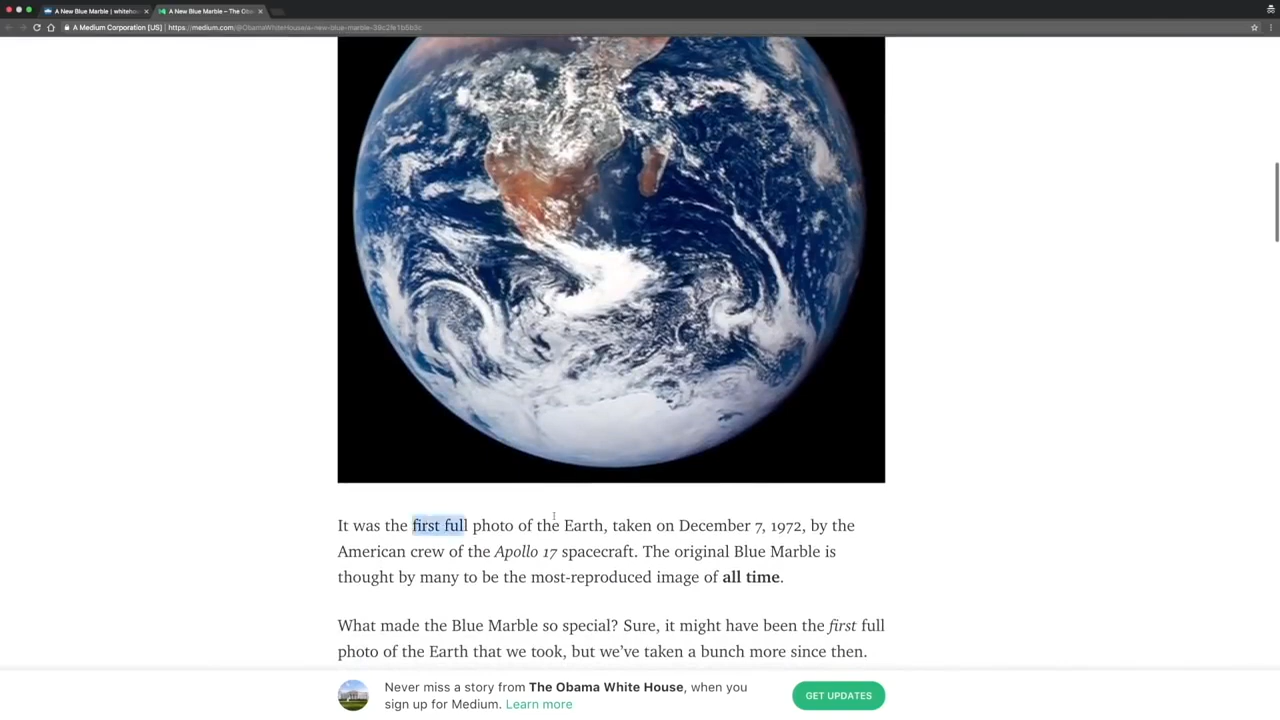 A New Blue Marble | whiteho
A New Blue Marble – The Ob
A Medium Corporation [US] | https://medium.com/@ObamaWhiteHouse/a-new-blue-marble-39c2fe1b5b3c
It was the first full photo of the Earth, taken on December 7, 1972, by the
American crew of the Apollo 17 spacecraft. The original Blue Marble is
thought by many to be the most-reproduced image of all time.
What made the Blue Marble so special? Sure, it might have been the first full
photo of the Earth that we took, but we’ve taken a bunch more since then.
Never miss a story from The Obama White House, when you
sign up for Medium. Learn more
GET UPDATES